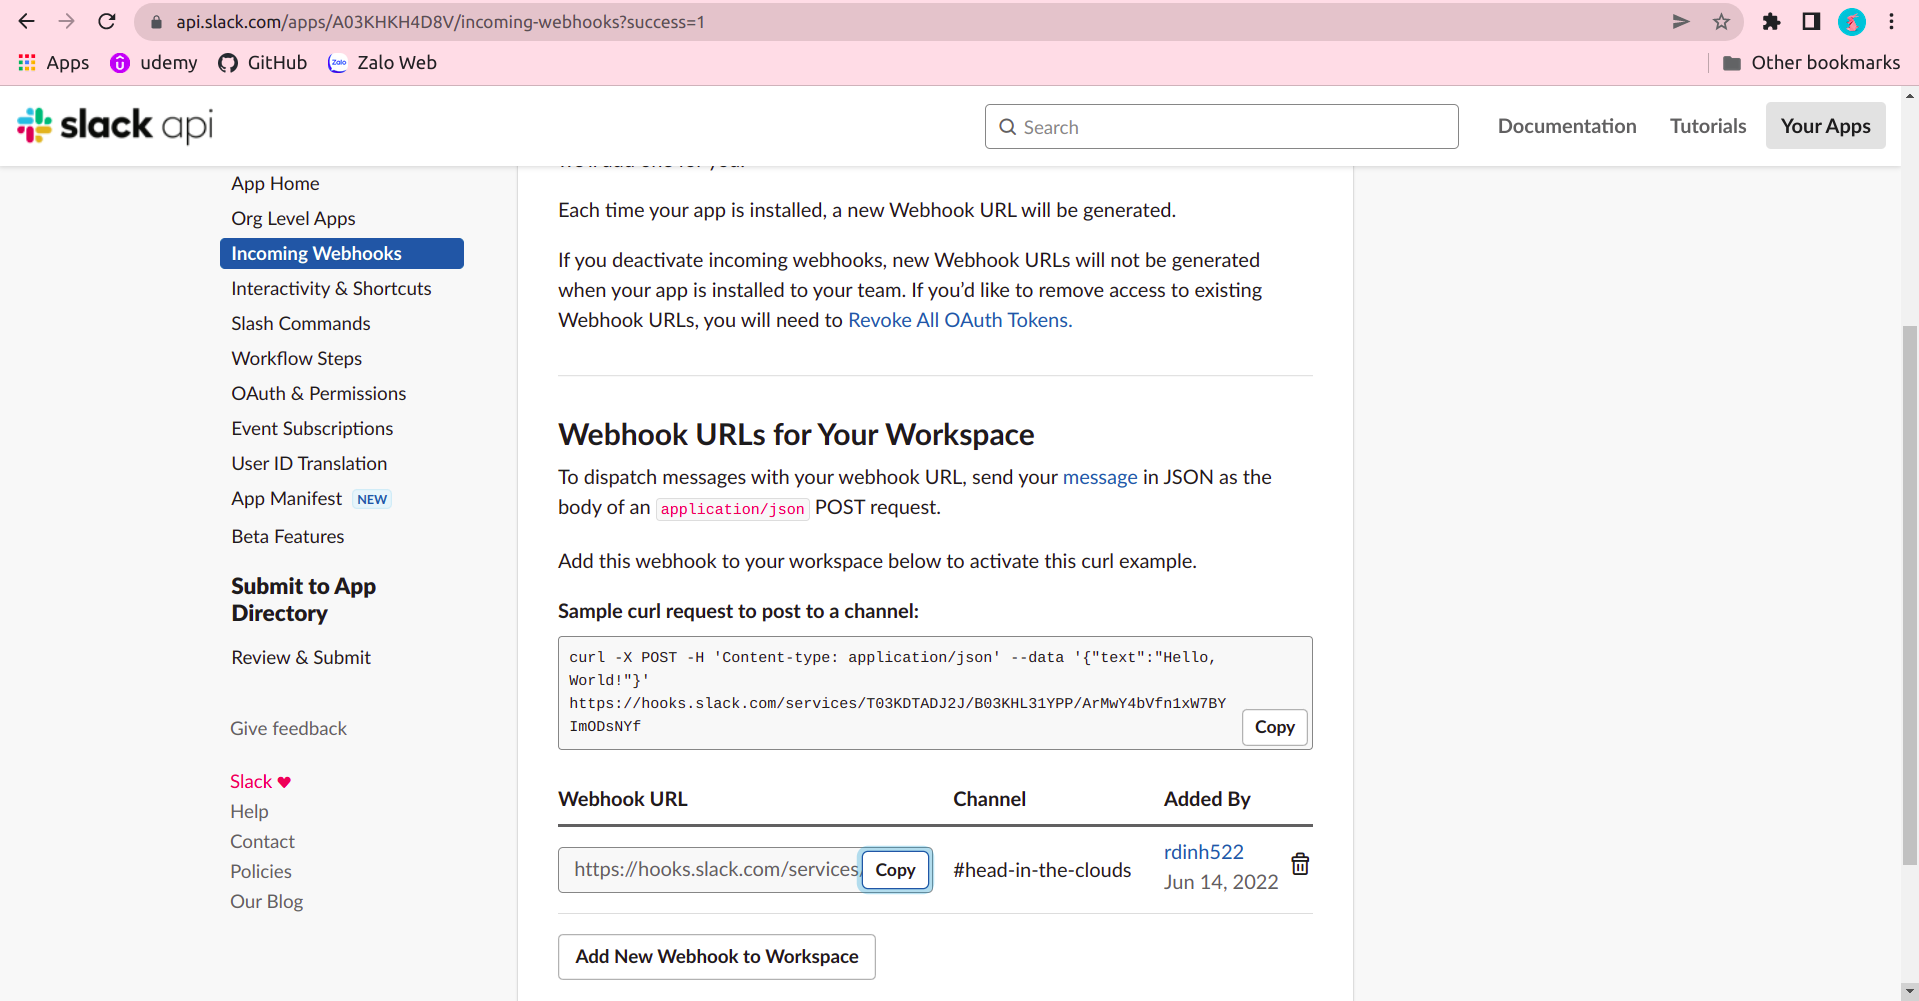 api.slack.com/apps/A03KHKH4D8V/incoming-webhooks?success=1
Apps
udemy
GitHub
Zalo
Zalo Web
Other bookmarks
slack api
Search
Documentation
Tutorials
Your Apps
App Home
Org Level Apps
Incoming Webhooks
Interactivity & Shortcuts
Slash Commands
Workflow Steps
OAuth & Permissions
Event Subscriptions
User ID Translation
App Manifest NEW
Beta Features
Submit to App
Directory
Review & Submit
Give feedback
Slack
Help
Contact
Policies
Our Blog
Each time your app is installed, a new Webhook URL will be generated.
If you deactivate incoming webhooks, new Webhook URLs will not be generated
when your app is installed to your team. If you’d like to remove access to existing
Webhook URLs, you will need to Revoke All OAuth Tokens.
Webhook URLs for Your Workspace
To dispatch messages with your webhook URL, send your message in JSON as the
body of an application/json POST request.
Add this webhook to your workspace below to activate this curl example.
Sample curl request to post to a channel:
curl -X POST -H 'Content-type: application/json' --data '{"text":"Hello,
World!"}'
https://hooks.slack.com/services/T03KDTADJ2J/B03KHL31YPP/ArMwY4bVfn1xW7BY
ImODsNYf
Copy
Webhook URL
Channel
Added By
https://hooks.slack.com/services/
Copy
#head-in-the-clouds
rdinh522
Jun 14, 2022
Add New Webhook to Workspace